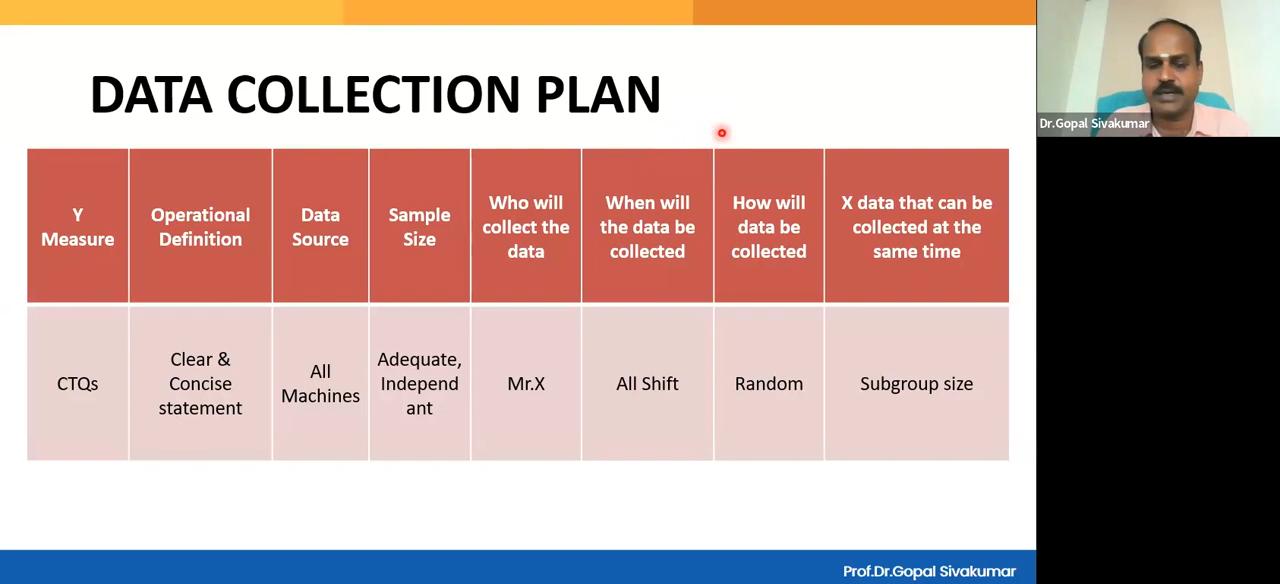 DATA COLLECTION PLAN
Dr.Gopal Sivakumar
Y
Measure
Operational
Definition
Data
Source
Sample
Size
Who will
collect the
data
When will
the data be
collected
How will
data be
collected
X data that can be
collected at the
same time
CTQs
Clear &
Concise
statement
All
Machines
Adequate,
Independ
ant
Mr.X
All Shift
Random
Subgroup size
Prof.Dr.Gopal Sivakumar